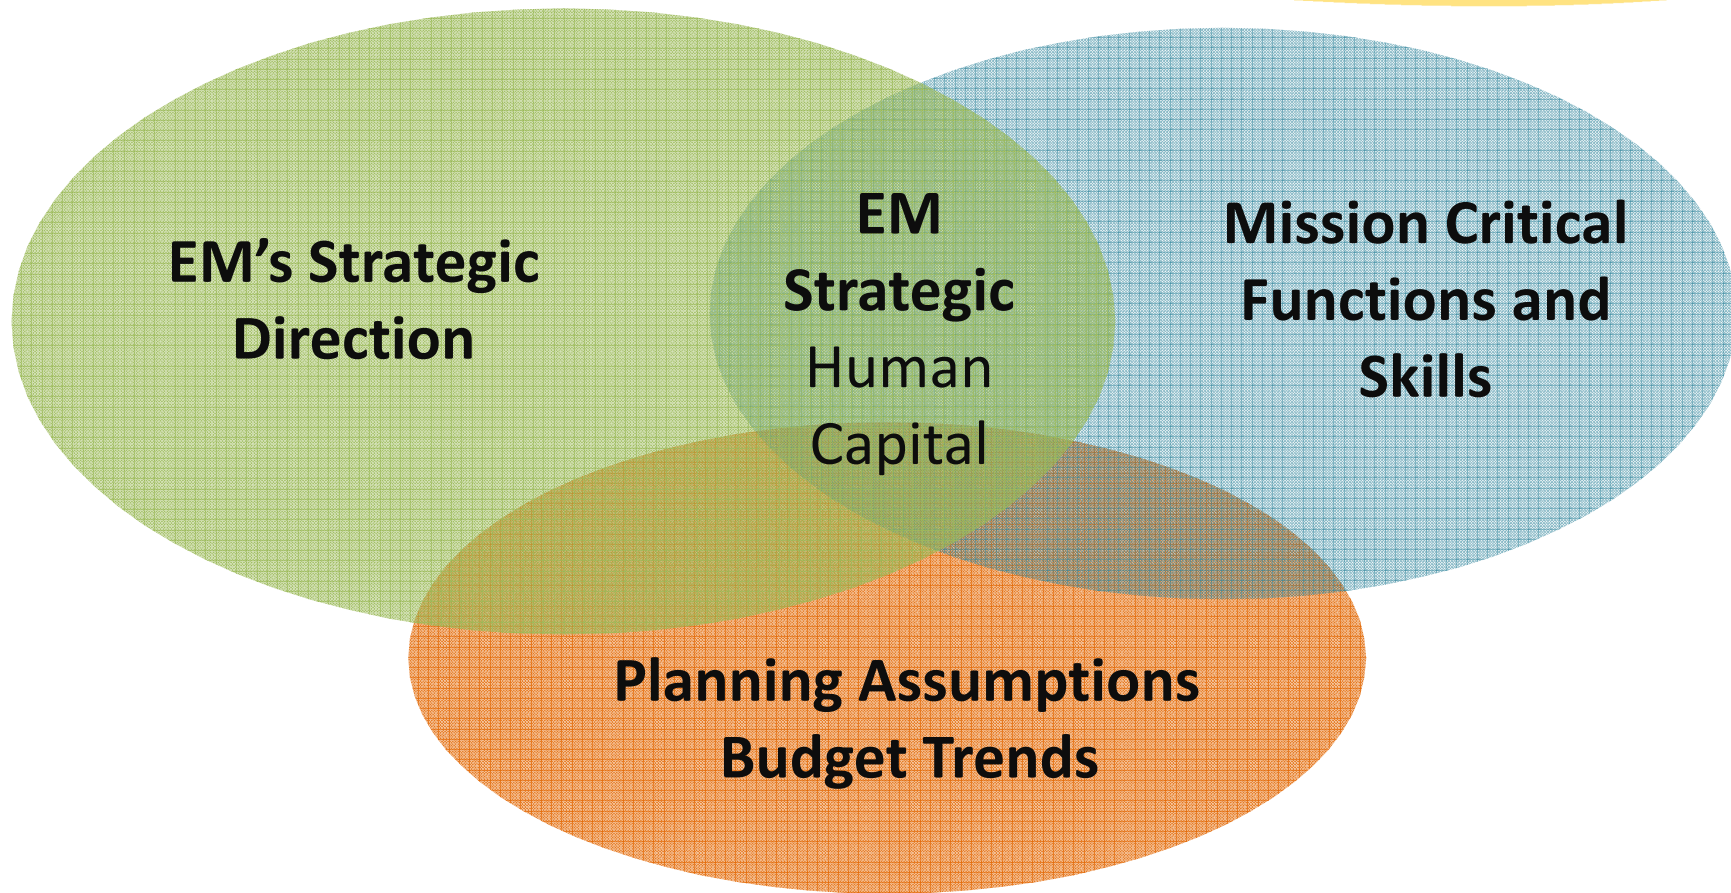 EM’s Strategic
Direction
EM
Strategic
Human
Capital
Mission Critical
Functions and
Skills
Planning Assumptions
Budget Trends